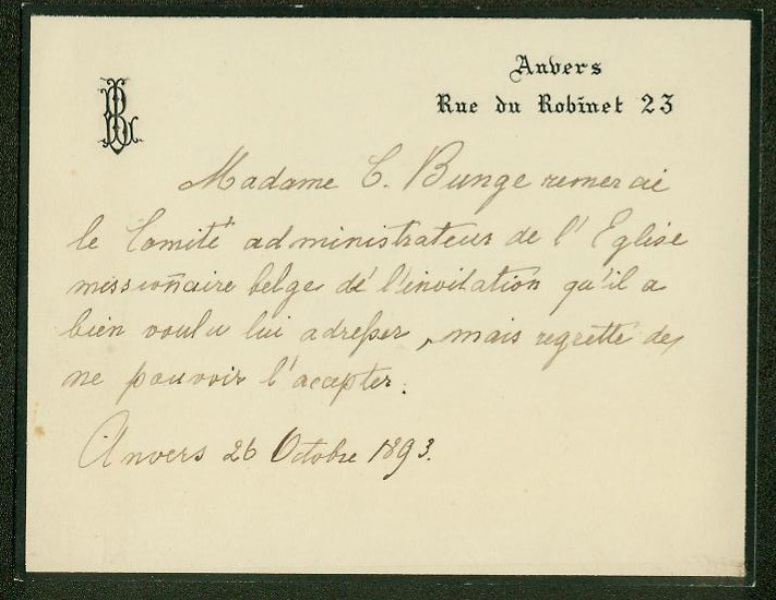 Anvers
Rue du Robinet 23
Madame C. Bunge remercie
le Comité administrateur de l'Eglise
missionaire belge de l'invitation qu'il a
bien voulu lui adresser, mais regrette de
ne pouvoir l'accepter.
Anvers 26 Octobre 1893.